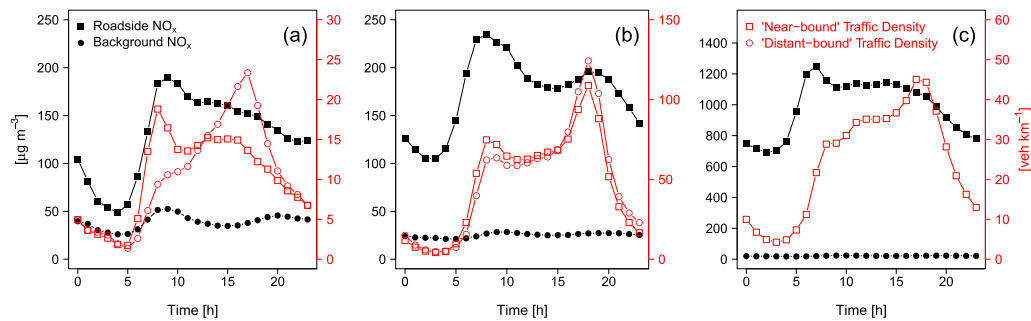 Roadside NOx
Background NOx
(a)
250
200
150
100
50
0
[µg m⁻³]
30
25
20
15
10
5
0
0 5 10 15 20
Time [h]
(b)
250
200
150
100
50
0
150
100
50
0
0 5 10 15 20
Time [h]
'Near-bound' Traffic Density
'Distant-bound' Traffic Density
(c)
1400
1200
1000
800
600
400
200
0
60
50
40
30
20
10
0
[veh km⁻¹]
0 5 10 15 20
Time [h]